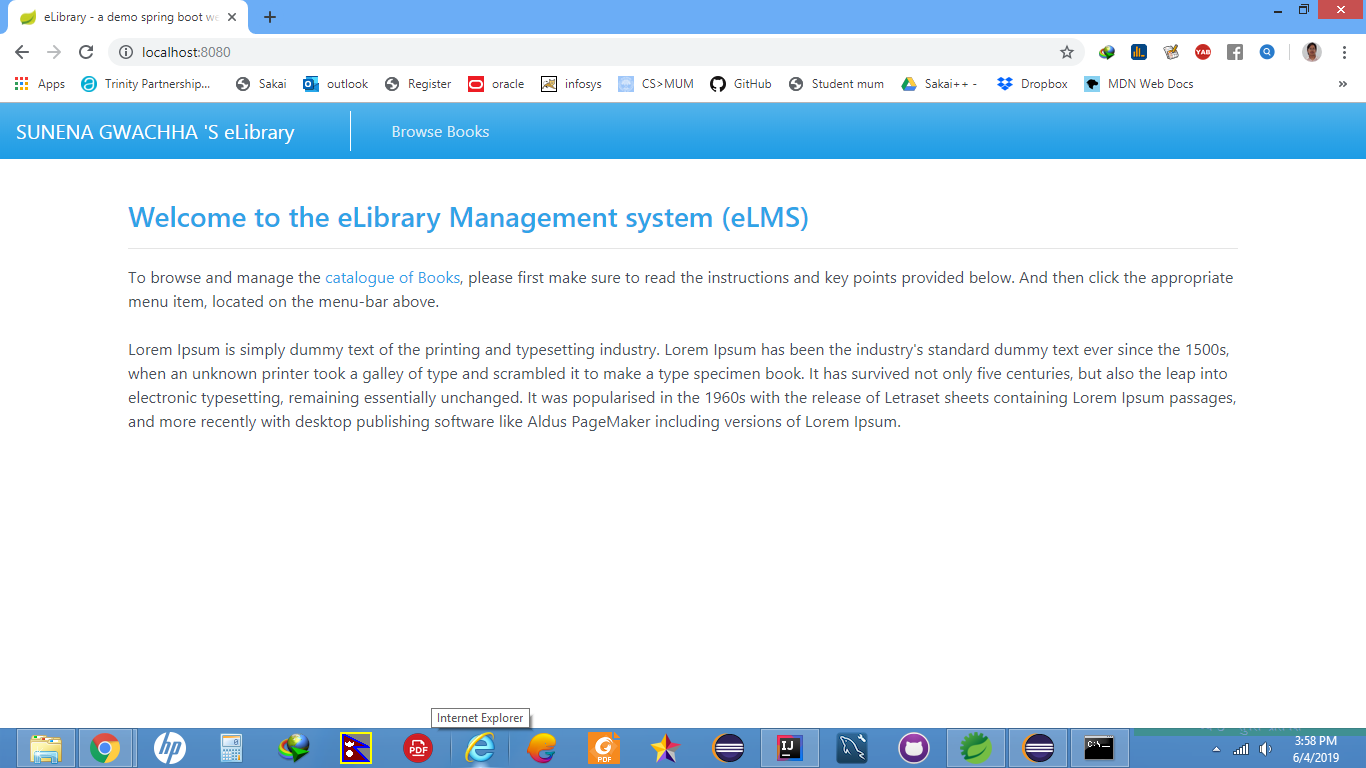 eLibrary - a demo spring boot we
localhost:8080
YAB
Apps
Trinity Partnership...
Sakai
outlook
Register
oracle
infosys
CS>MUM
GitHub
Student mum
Sakai++ -
Dropbox
MDN Web Docs
»
SUNENA GWACHHA 'S eLibrary
Browse Books
Welcome to the eLibrary Management system (eLMS)
To browse and manage the catalogue of Books, please first make sure to read the instructions and key points provided below. And then click the appropriate
menu item, located on the menu-bar above.
Lorem Ipsum is simply dummy text of the printing and typesetting industry. Lorem Ipsum has been the industry's standard dummy text ever since the 1500s,
when an unknown printer took a galley of type and scrambled it to make a type specimen book. It has survived not only five centuries, but also the leap into
electronic typesetting, remaining essentially unchanged. It was popularised in the 1960s with the release of Letraset sheets containing Lorem Ipsum passages,
and more recently with desktop publishing software like Aldus PageMaker including versions of Lorem Ipsum.
Internet Explorer
hp
PDF
PDF
IJ
C:\
3:58 PM
6/4/2019